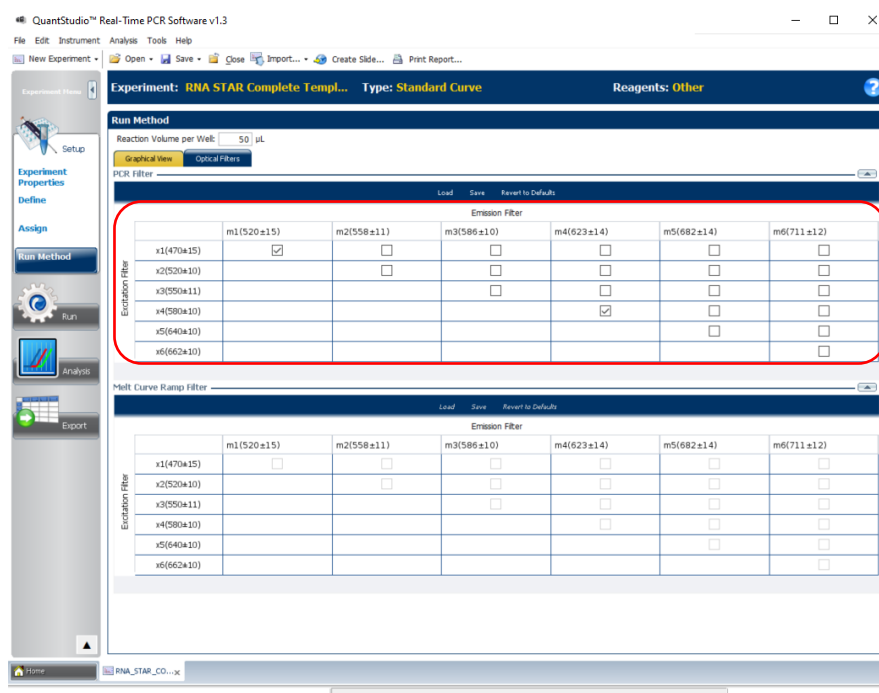 QuantStudio™ Real-Time PCR Software v1.3
File Edit Instrument Analysis Tools Help
New Experiment Open Save Close Import... Create Slide... Print Report...
Experiment Menu
Experiment: RNA STAR Complete Templ... Type: Standard Curve Reagents: Other
Setup
Experiment Properties
Define
Assign
Run Method
Run
Analysis
Export
Run Method
Reaction Volume per Well: 50 µL
Graphical View Optical Filters
PCR Filter
Load Save Revert to Defaults
Emission Filter
m1(520±15) m2(558±11) m3(586±10) m4(623±14) m5(682±14) m6(711±12)
Excitation Filter
x1(470±15)
x2(520±10)
x3(550±11)
x4(580±10)
x5(640±10)
x6(662±10)
Melt Curve Ramp Filter
Load Save Revert to Defaults
Emission Filter
m1(520±15) m2(558±11) m3(586±10) m4(623±14) m5(682±14) m6(711±12)
Excitation Filter
x1(470±15)
x2(520±10)
x3(550±11)
x4(580±10)
x5(640±10)
x6(662±10)
Home RNA_STAR_CO...x